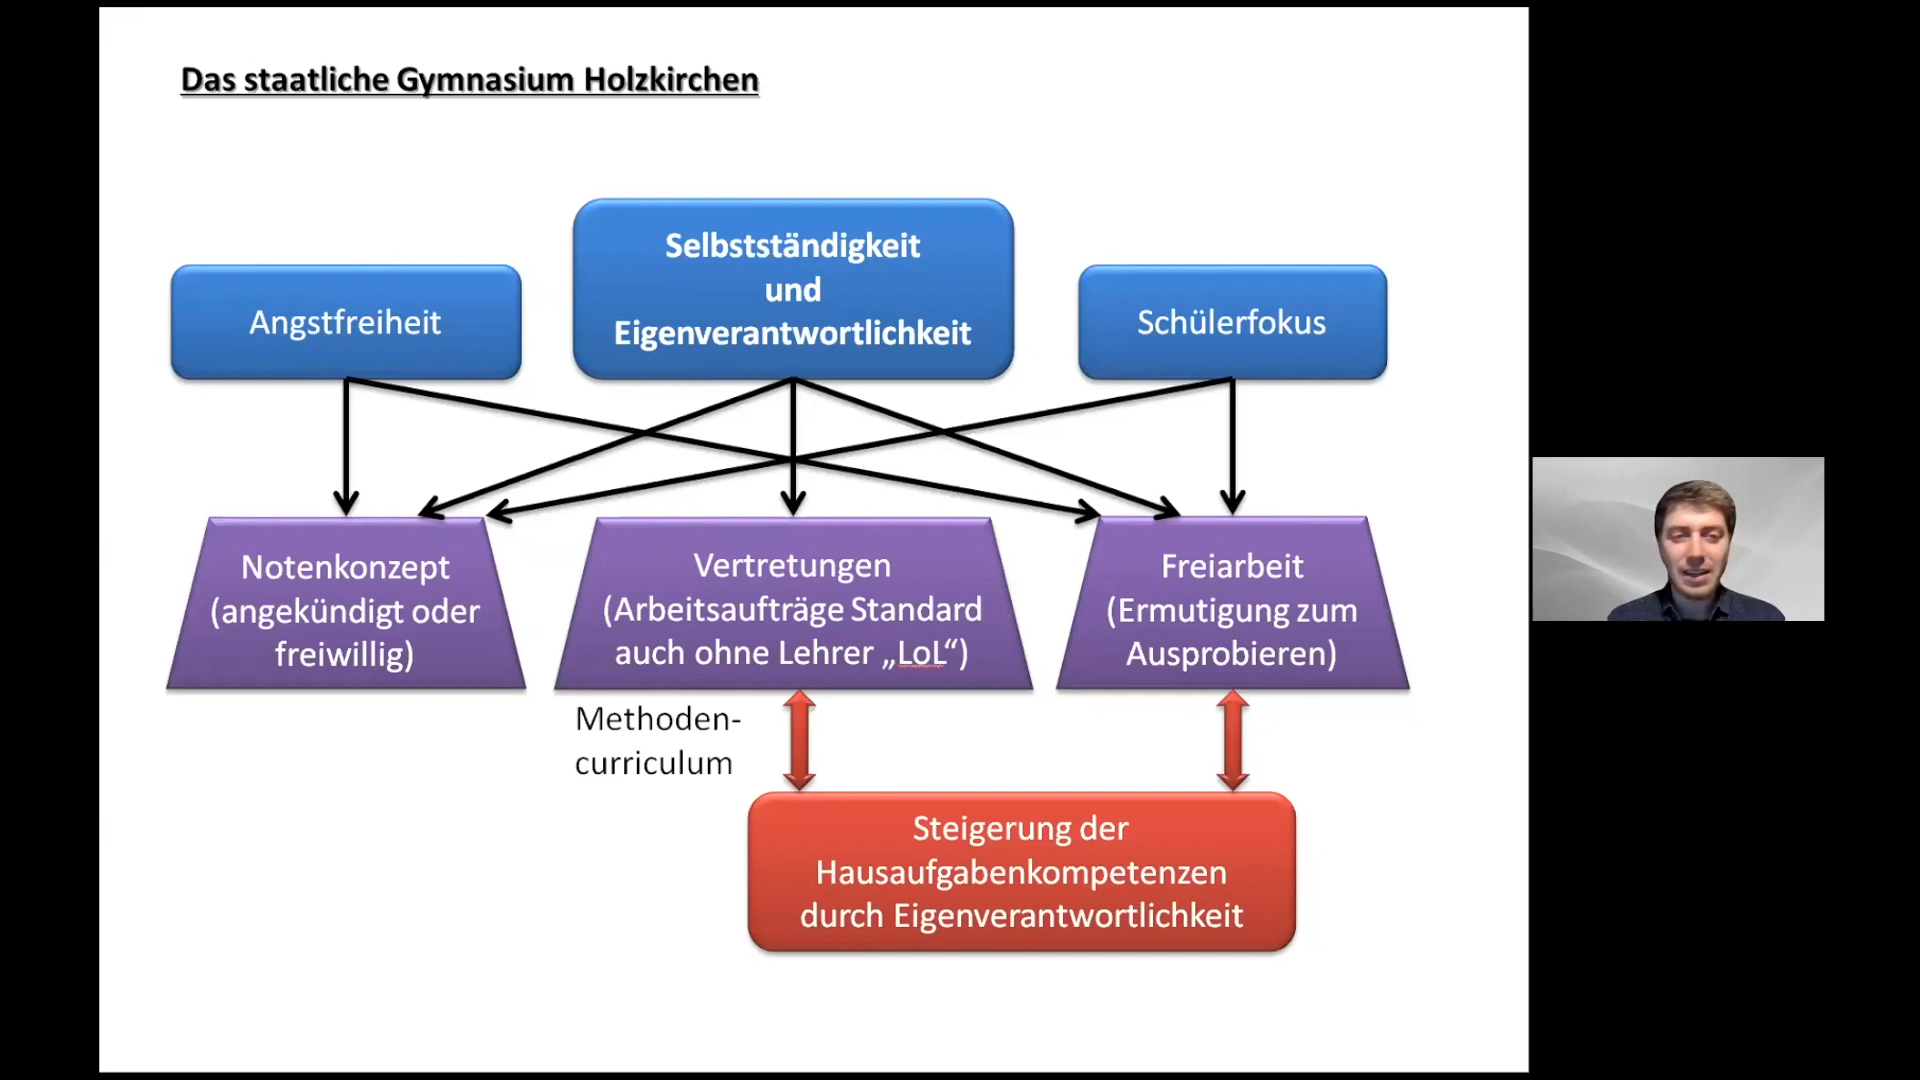 Das staatliche Gymnasium Holzkirchen
Angstfreiheit
Selbstständigkeit
und
Eigenverantwortlichkeit
Schülerfokus
Notenkonzept
(angekündigt oder
freiwillig)
Vertretungen
(Arbeitsaufträge Standard
auch ohne Lehrer „LoL“)
Freiarbeit
(Ermutigung zum
Ausprobieren)
Methoden-
curriculum
Steigerung der
Hausaufgabenkompetenzen
durch Eigenverantwortlichkeit